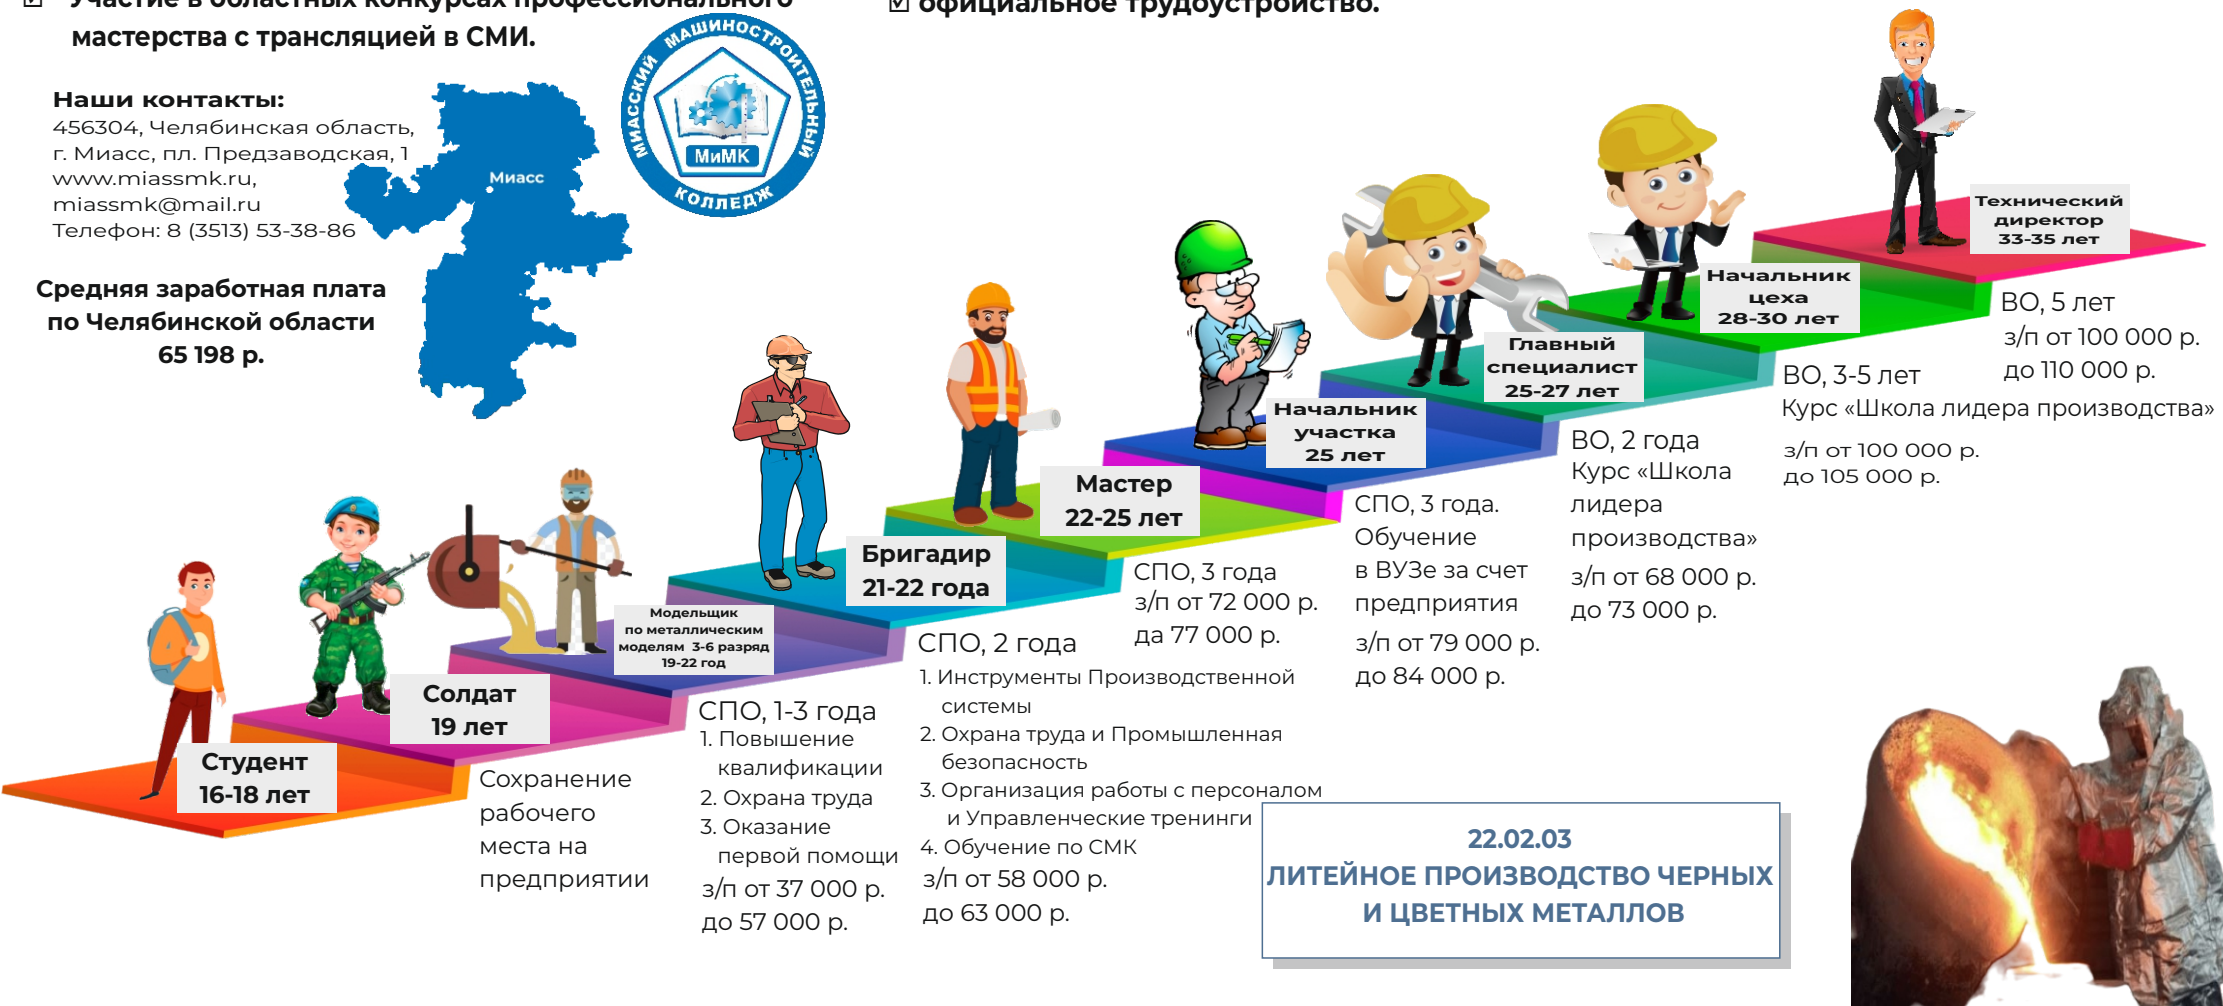 ☑ Участие в областных конкурсах профессионального
мастерства с трансляцией в СМИ.
☑ официальное трудоустройство.
Наши контакты:
456304, Челябинская область,
г. Миасс, пл. Предзаводская, 1
www.miassmk.ru,
miassmk@mail.ru
Телефон: 8 (3513) 53-38-86
Миасс
МИАССКИЙ МАШИНОСТРОИТЕЛЬНЫЙ
МиМК
КОЛЛЕДЖ
Средняя заработная плата
по Челябинской области
65 198 р.
Студент
16-18 лет
Солдат
19 лет
Сохранение
рабочего
места на
предприятии
Модельщик
по металлическим
моделям 3-6 разряд
19-22 год
СПО, 1-3 года
1. Повышение
квалификации
2. Охрана труда
3. Оказание
первой помощи
з/п от 37 000 р.
до 57 000 р.
Бригадир
21-22 года
СПО, 2 года
1. Инструменты Производственной
системы
2. Охрана труда и Промышленная
безопасность
3. Организация работы с персоналом
и Управленческие тренинги
4. Обучение по СМК
з/п от 58 000 р.
до 63 000 р.
Мастер
22-25 лет
СПО, 3 года
з/п от 72 000 р.
да 77 000 р.
Начальник
участка
25 лет
СПО, 3 года.
Обучение
в ВУЗе за счет
предприятия
з/п от 79 000 р.
до 84 000 р.
Главный
специалист
25-27 лет
ВО, 2 года
Курс «Школа
лидера
производства»
з/п от 68 000 р.
до 73 000 р.
Начальник
цеха
28-30 лет
ВО, 3-5 лет
Курс «Школа лидера производства»
з/п от 100 000 р.
до 105 000 р.
Технический
директор
33-35 лет
ВО, 5 лет
з/п от 100 000 р.
до 110 000 р.
22.02.03
ЛИТЕЙНОЕ ПРОИЗВОДСТВО ЧЕРНЫХ
И ЦВЕТНЫХ МЕТАЛЛОВ